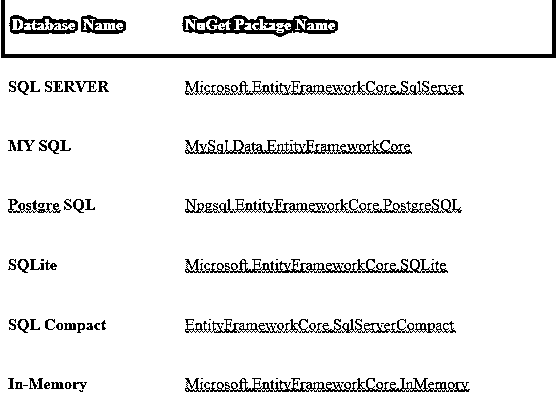 Database Name NuGet Package Name
SQL SERVER Microsoft.EntityFrameworkCore.SqlServer
MY SQL MySql.Data.EntityFrameworkCore
Postgre SQL Npgsql.EntityFrameworkCore.PostgreSQL
SQLite Microsoft.EntityFrameworkCore.SQLite
SQL Compact EntityFrameworkCore.SqlServerCompact
In-Memory Microsoft.EntityFrameworkCore.InMemory